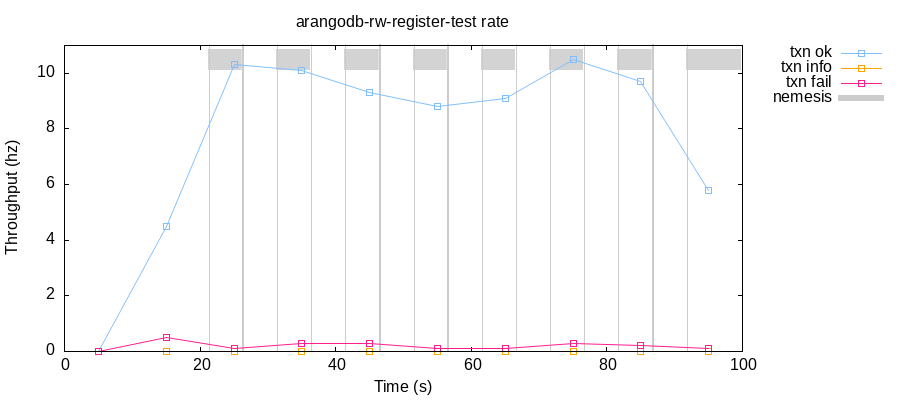 arangodb-rw-register-test rate
txn ok
txn info
txn fail
nemesis
Throughput (hz)
10
8
6
4
2
0
0 20 40 60 80 100
Time (s)